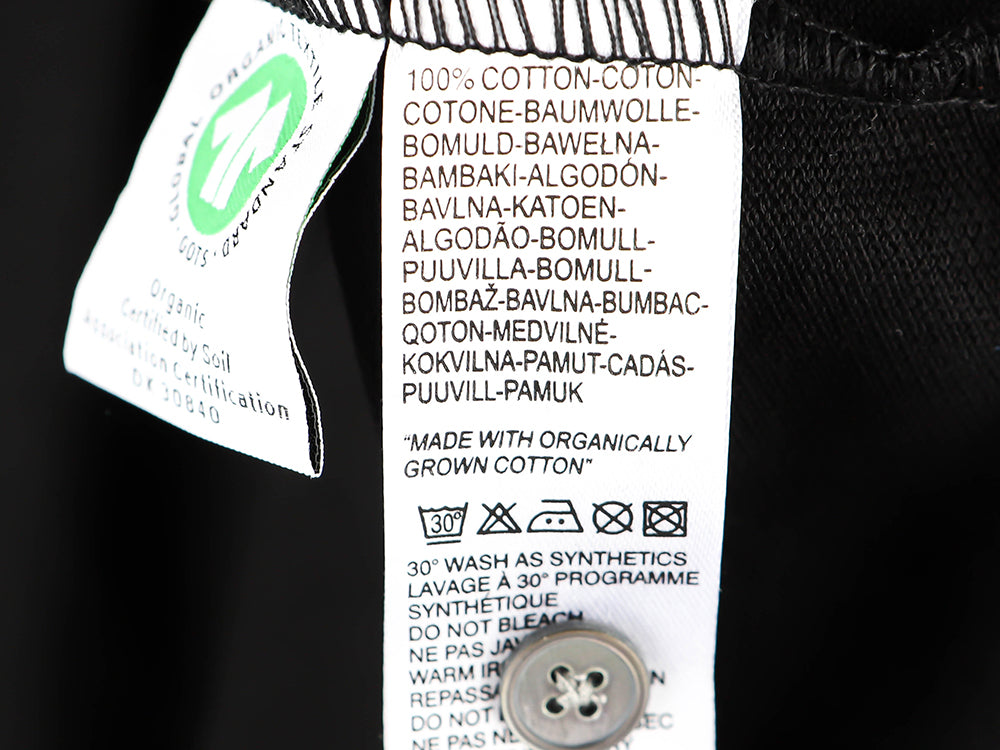 GLOBAL ORGANIC TEXTILE STANDARD · GOTS ·
Organic
Certified by Soil
Association Certification
DK 30840
100% COTTON-COTON-
COTONE-BAUMWOLLE-
BOMULD-BAWEŁNA-
BAMBAKI-ALGODÓN-
BAVLNA-KATOEN-
ALGODÃO-BOMULL-
PUUVILLA-BOMULL-
BOMBAŽ-BAVLNA-BUMBAC-
QOTON-MEDVILNĖ-
KOKVILNA-PAMUT-CADÁS-
PUUVILL-PAMUK
"MADE WITH ORGANICALLY
GROWN COTTON"
30°
30° WASH AS SYNTHETICS
LAVAGE À 30° PROGRAMME
SYNTHÉTIQUE
DO NOT BLEACH
NE PAS
WARM
DO NOT
NE PAS